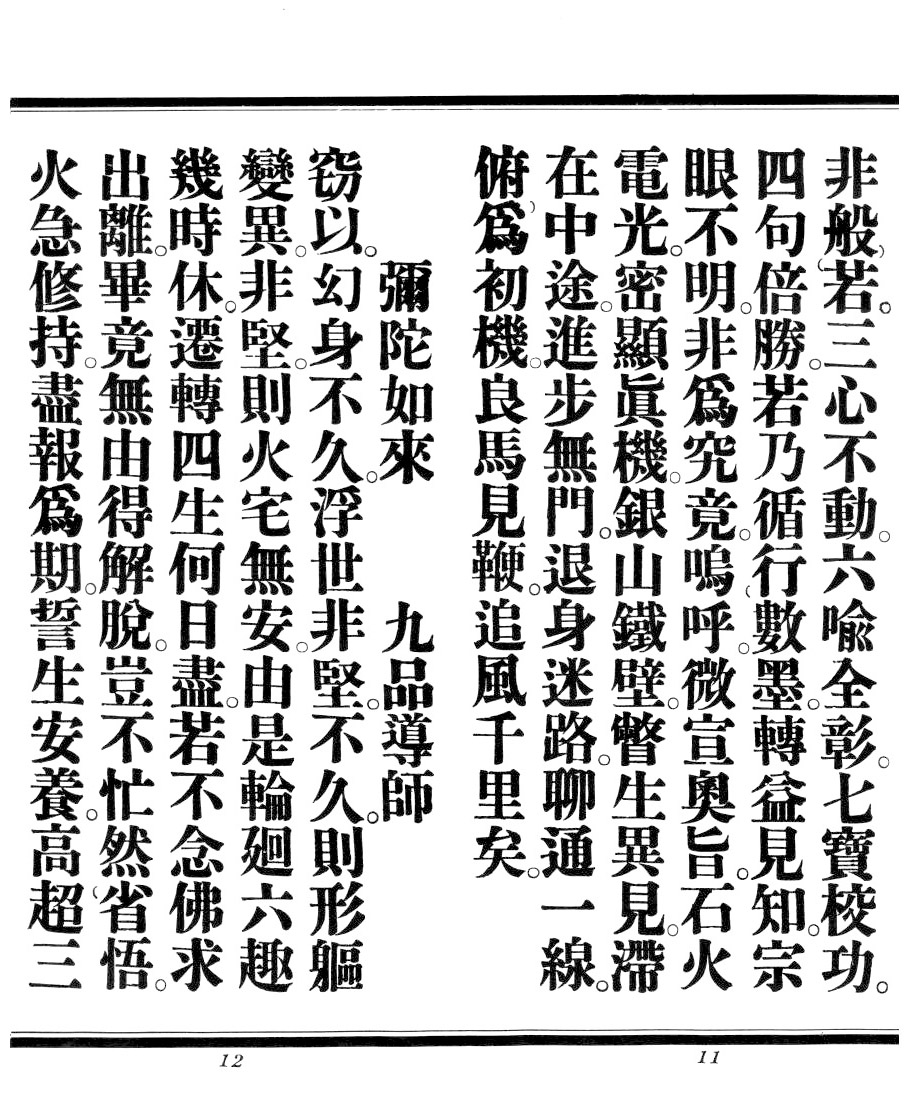 非般若。三心不動。六喻全彰。七寶校功。
四句倍勝。若乃循行數墨。轉益見知。宗
眼不明。非爲究竟。嗚呼。微宣奧旨。石火
電光。密顯眞機。銀山鐵壁。瞥生異見。滯
在中途。進步無門。退身迷路。聊通一線。
俯爲初機。良馬見鞭。追風千里矣。
彌陀如來。 九品導師
窃以。幻身不久。浮世非堅。不久。則形軀
變異。非堅。則火宅無安。由是輪廻六趣
幾時休。遷轉四生何日盡。若不念佛求
出離。畢竟無由得解脫。豈不忙然省悟。
火急修持。盡報爲期。誓生安養。高超三
11
12